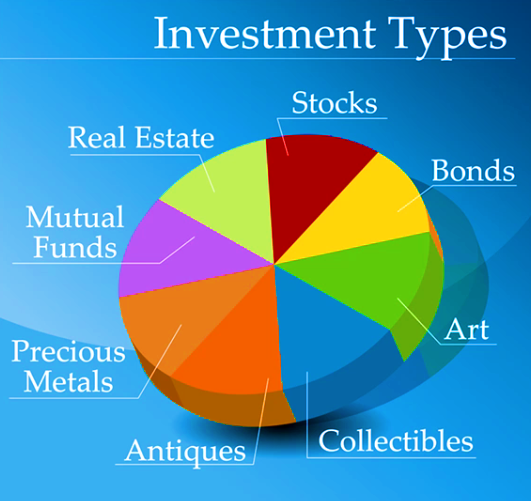 Investment Types
Stocks
Real Estate
Bonds
Mutual
Funds
Art
Precious
Metals
Collectibles
Antiques